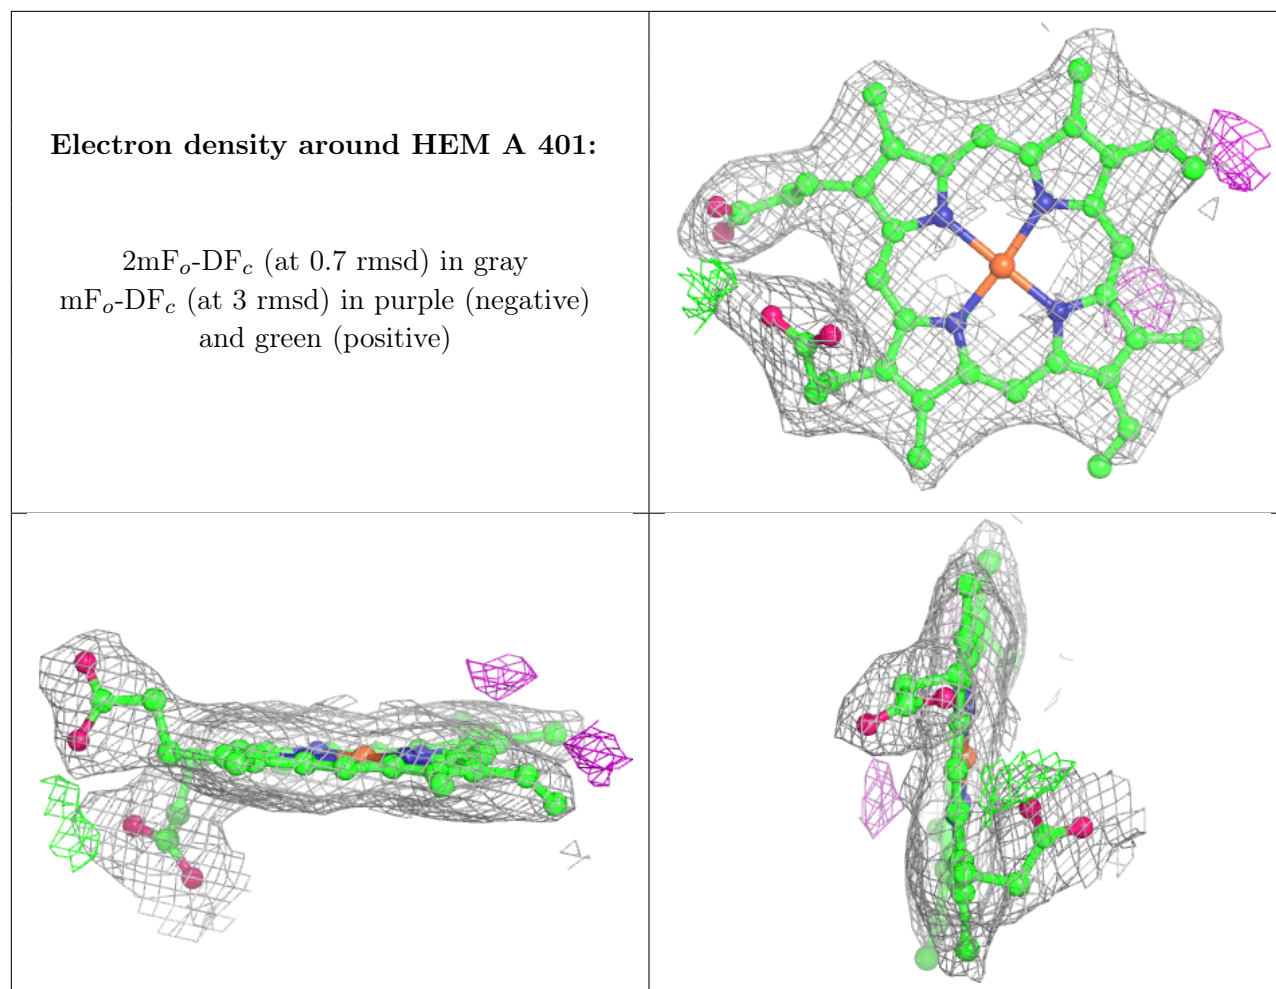 Electron density around HEM A 401:
2mFo-DFc (at 0.7 rmsd) in gray
mFo-DFc (at 3 rmsd) in purple (negative)
and green (positive)